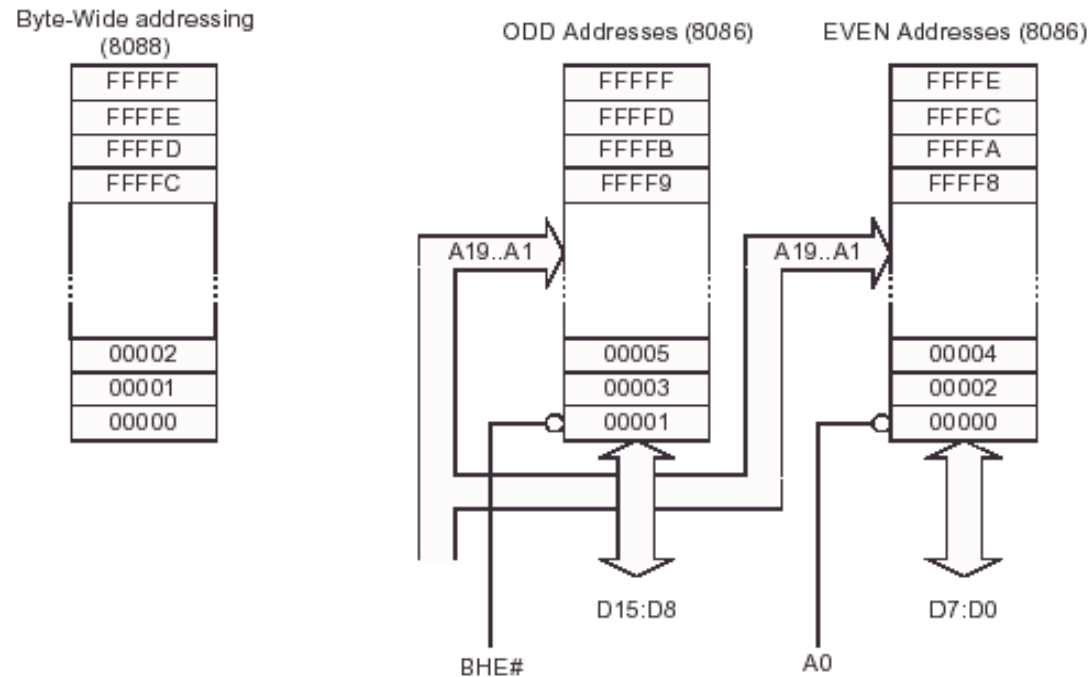 Byte-Wide addressing
(8088)
FFFFF
FFFFE
FFFFD
FFFFC
00002
00001
00000
ODD Addresses (8086)
FFFFF
FFFFD
FFFFB
FFFF9
A19..A1
00005
00003
00001
D15:D8
BHE#
EVEN Addresses (8086)
FFFFE
FFFFC
FFFFA
FFFF8
A19..A1
00004
00002
00000
D7:D0
A0